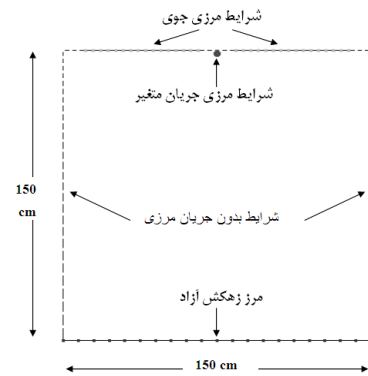 شرایط مرزی جوی
شرایط مرزی جریان متغیر
150
cm
شرایط بدون جریان مرزی
مرز زهکش آزاد
150 cm